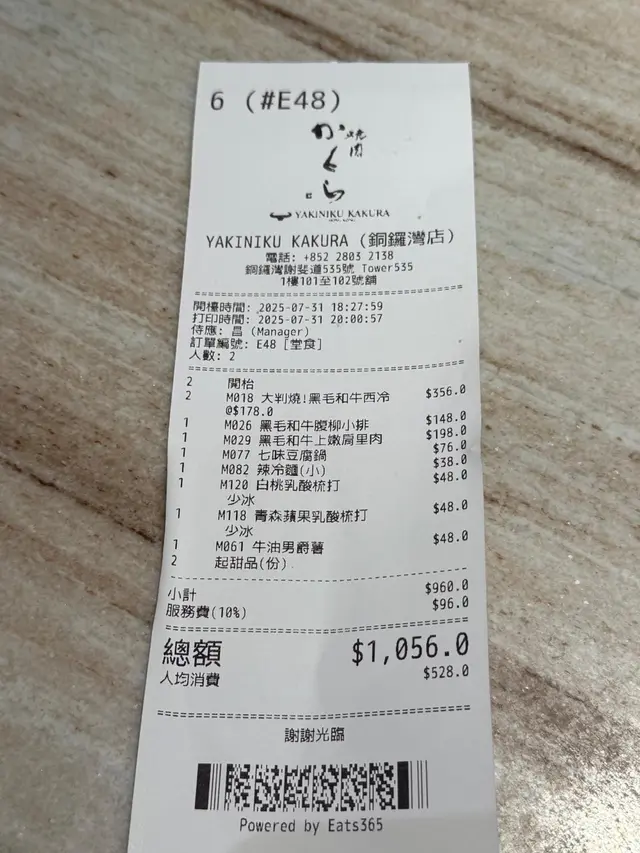 6 (#E48)
焼肉
かくら
YAKINIKU KAKURA
HONG KONG
YAKINIKU KAKURA (銅鑼灣店)
電話: +852 2803 2138
銅鑼灣謝斐道535號 Tower535
1樓101至102號舖
開檯時間: 2025-07-31 18:27:59
打印時間: 2025-07-31 20:00:57
侍應: 昌 (Manager)
訂單編號: E48 [堂食]
人數: 2
2 開枱
2 M018 大判燒!黑毛和牛西冷 $356.0
@$178.0
1 M026 黑毛和牛腹柳小排 $148.0
1 M029 黑毛和牛上嫩肩里肉 $198.0
1 M077 七味豆腐鍋 $76.0
1 M082 辣冷麵(小) $38.0
1 M120 白桃乳酸梳打 $48.0
少冰
1 M118 青森蘋果乳酸梳打 $48.0
少冰
1 M061 牛油男爵薯 $48.0
2 起甜品(份)
小計 $960.0
服務費(10%) $96.0
總額 $1,056.0
人均消費 $528.0
謝謝光臨
Powered by Eats365